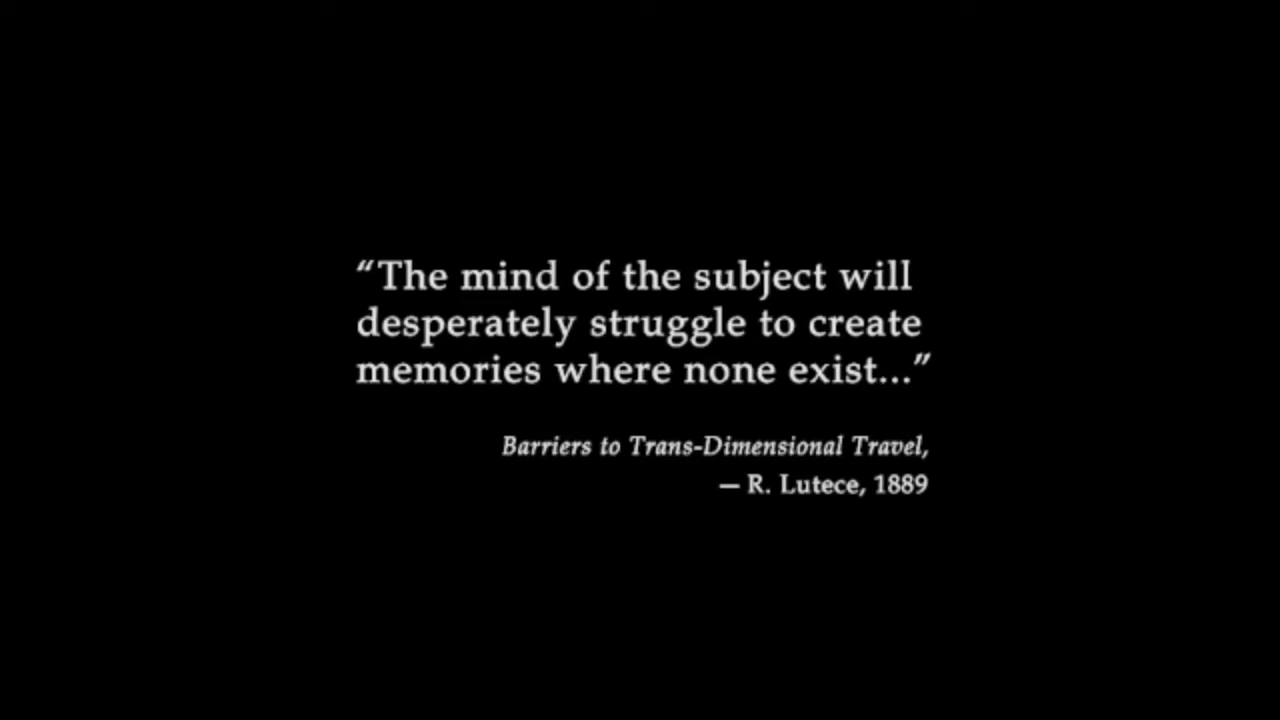 “The mind of the subject will
desperately struggle to create
memories where none exist...”
Barriers to Trans-Dimensional Travel,
— R. Lutece, 1889